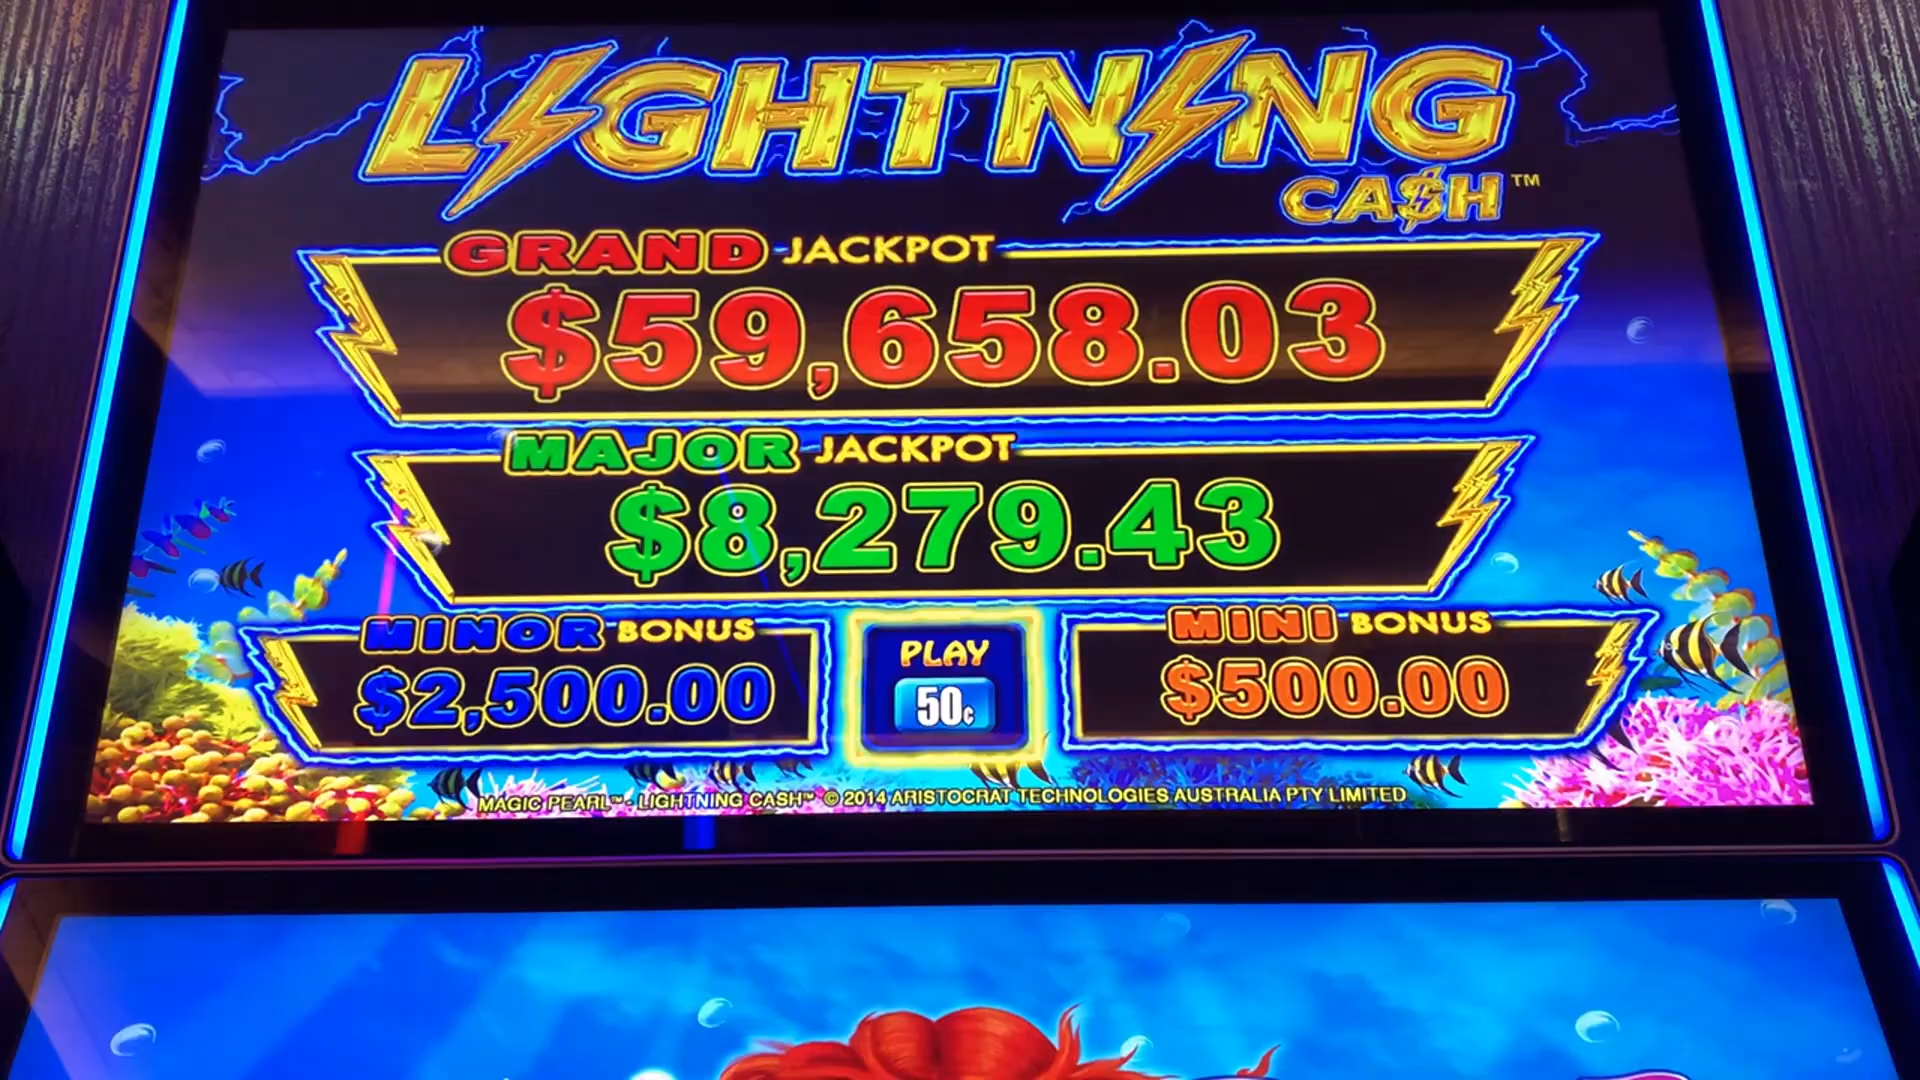 LIGHTNING
CA$H™
GRAND JACKPOT
$59,658.03
MAJOR JACKPOT
$8,279.43
MINOR BONUS
$2,500.00
PLAY
50¢
MINI BONUS
$500.00
MAGIC PEARL™ - LIGHTNING CASH™ © 2014 ARISTOCRAT TECHNOLOGIES AUSTRALIA PTY LIMITED